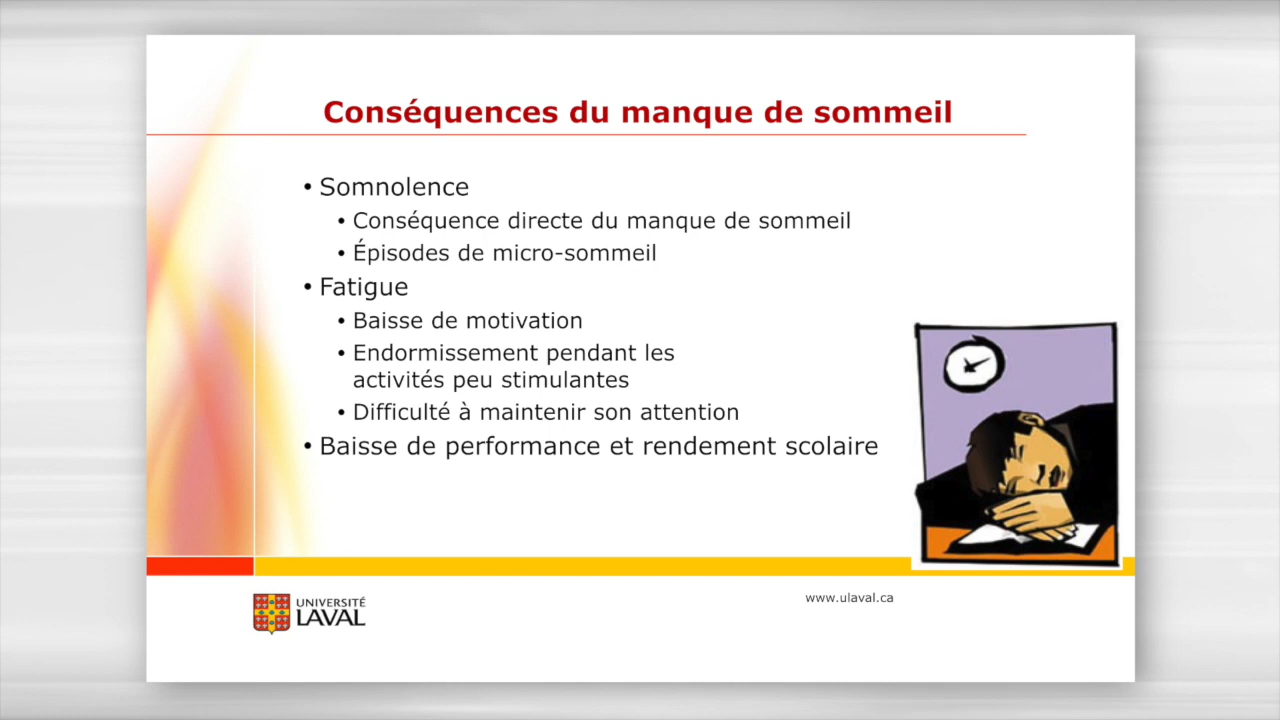 Conséquences du manque de sommeil
• Somnolence
• Conséquence directe du manque de sommeil
• Épisodes de micro-sommeil
• Fatigue
• Baisse de motivation
• Endormissement pendant les
activités peu stimulantes
• Difficulté à maintenir son attention
• Baisse de performance et rendement scolaire
UNIVERSITÉ
LAVAL
www.ulaval.ca